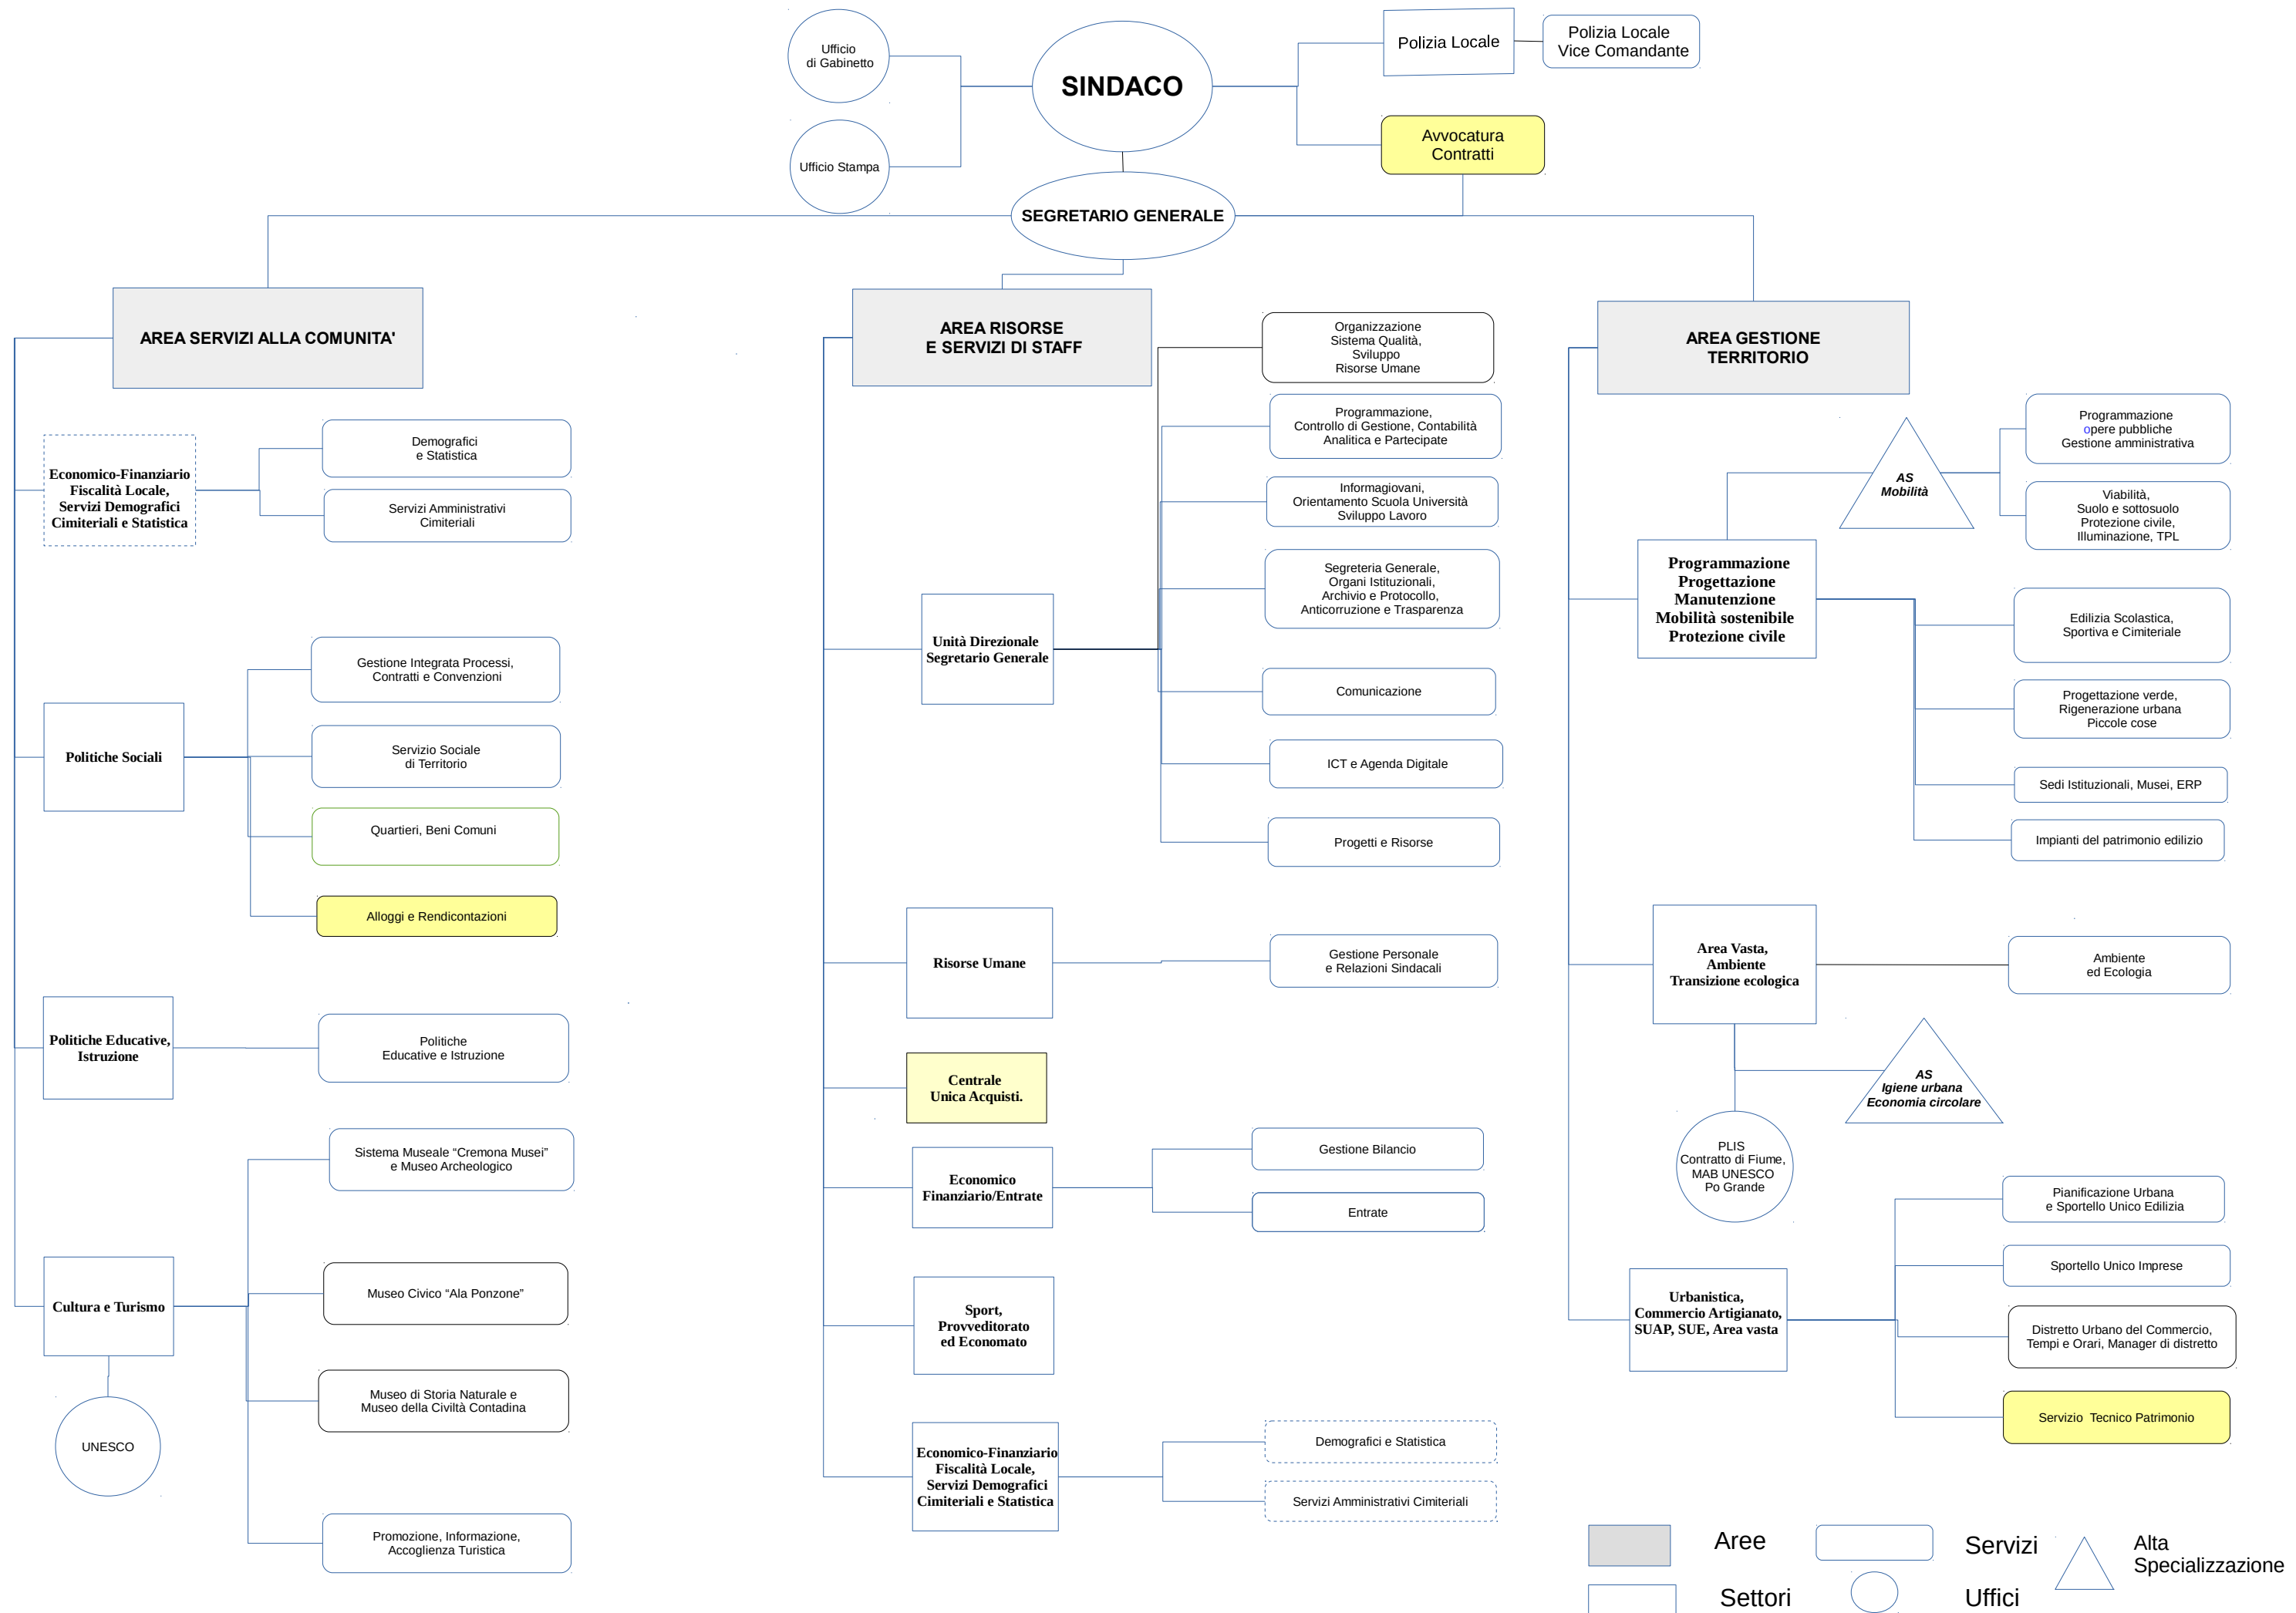 Ufficio
di Gabinetto
Ufficio Stampa
SINDACO
Polizia Locale
Polizia Locale
Vice Comandante
Avvocatura
Contratti
SEGRETARIO GENERALE
AREA SERVIZI ALLA COMUNITA'
Economico-Finanziario
Fiscalità Locale,
Servizi Demografici
Cimiteriali e Statistica
Demografici
e Statistica
Servizi Amministrativi
Cimiteriali
Politiche Sociali
Gestione Integrata Processi,
Contratti e Convenzioni
Servizio Sociale
di Territorio
Quartieri, Beni Comuni
Alloggi e Rendicontazioni
Politiche Educative,
Istruzione
Politiche
Educative e Istruzione
Cultura e Turismo
Sistema Museale “Cremona Musei”
e Museo Archeologico
Museo Civico “Ala Ponzone”
Museo di Storia Naturale e
Museo della Civiltà Contadina
Promozione, Informazione,
Accoglienza Turistica
UNESCO
AREA RISORSE
E SERVIZI DI STAFF
Unità Direzionale
Segretario Generale
Organizzazione
Sistema Qualità,
Sviluppo
Risorse Umane
Programmazione,
Controllo di Gestione, Contabilità
Analitica e Partecipate
Informagiovani,
Orientamento Scuola Università
Sviluppo Lavoro
Segreteria Generale,
Organi Istituzionali,
Archivio e Protocollo,
Anticorruzione e Trasparenza
Comunicazione
ICT e Agenda Digitale
Progetti e Risorse
Risorse Umane
Gestione Personale
e Relazioni Sindacali
Centrale
Unica Acquisti.
Economico
Finanziario/Entrate
Gestione Bilancio
Entrate
Sport,
Provveditorato
ed Economato
Economico-Finanziario
Fiscalità Locale,
Servizi Demografici
Cimiteriali e Statistica
Demografici e Statistica
Servizi Amministrativi Cimiteriali
AREA GESTIONE
TERRITORIO
AS
Mobilità
Programmazione
opere pubbliche
Gestione amministrativa
Viabilità,
Suolo e sottosuolo
Protezione civile,
Illuminazione, TPL
Programmazione
Progettazione
Manutenzione
Mobilità sostenibile
Protezione civile
Edilizia Scolastica,
Sportiva e Cimiteriale
Progettazione verde,
Rigenerazione urbana
Piccole cose
Sedi Istituzionali, Musei, ERP
Impianti del patrimonio edilizio
Area Vasta,
Ambiente
Transizione ecologica
Ambiente
ed Ecologia
AS
Igiene urbana
Economia circolare
PLIS
Contratto di Fiume,
MAB UNESCO
Po Grande
Urbanistica,
Commercio Artigianato,
SUAP, SUE, Area vasta
Pianificazione Urbana
e Sportello Unico Edilizia
Sportello Unico Imprese
Distretto Urbano del Commercio,
Tempi e Orari, Manager di distretto
Servizio Tecnico Patrimonio
Aree
Servizi
Alta
Specializzazione
Settori
Uffici